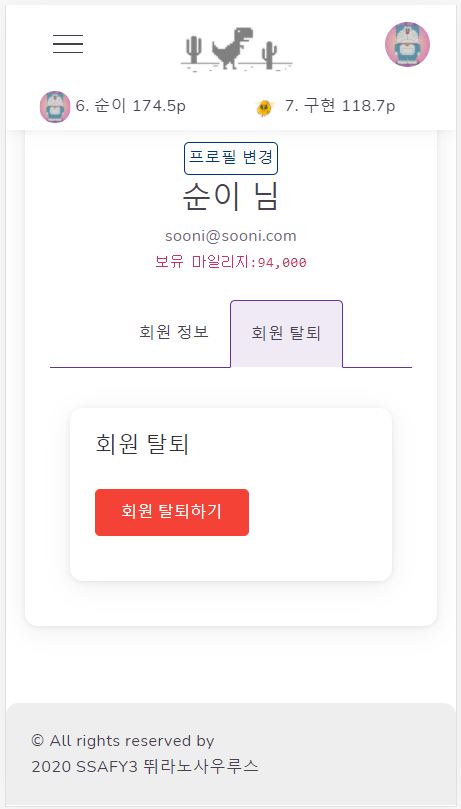 6. 순이 174.5p
7. 구현 118.7p
프로필 변경
순이 님
sooni@sooni.com
보유 마일리지:94,000
회원 정보
회원 탈퇴
회원 탈퇴
회원 탈퇴하기
© All rights reserved by
2020 SSAFY3 뛰라노사우루스